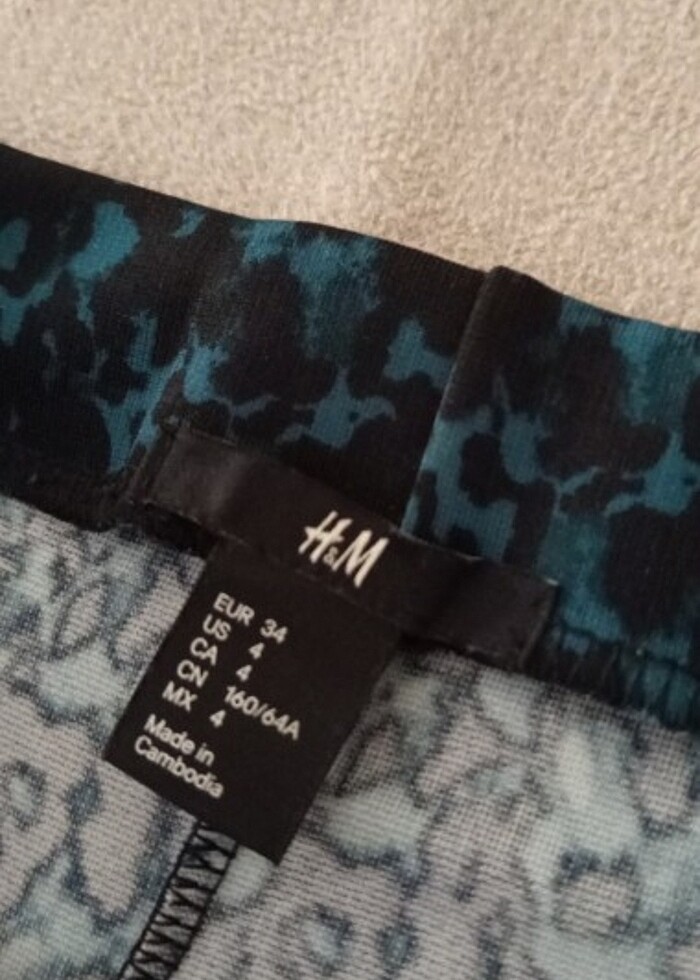 H&M
EUR 34
US 4
CA 4
CN 160/64A
MX 4
Made in
Cambodia